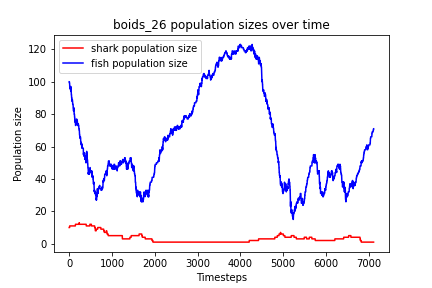 boids_26 population sizes over time
shark population size
fish population size
Population size
120
100
80
60
40
20
0
0 1000 2000 3000 4000 5000 6000 7000
Timesteps